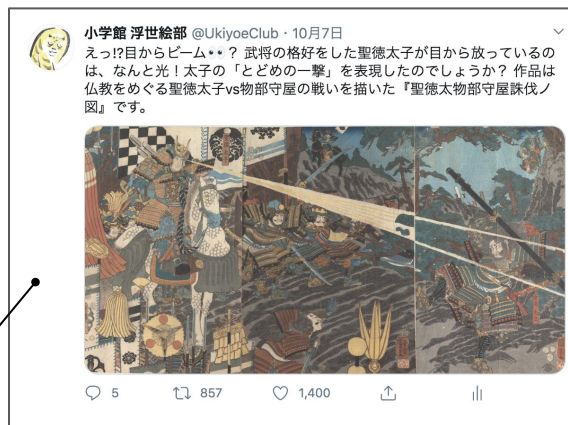 小学館 浮世絵部 @UkiyoeClub・10月7日
えっ!?目からビーム👀？ 武将の格好をした聖徳太子が目から放っているの
は、なんと光！太子の「とどめの一撃」を表現したのでしょうか？ 作品は
仏教をめぐる聖徳太子vs物部守屋の戦いを描いた『聖徳太物部守屋誅伐ノ
図』です。
5 857 1,400